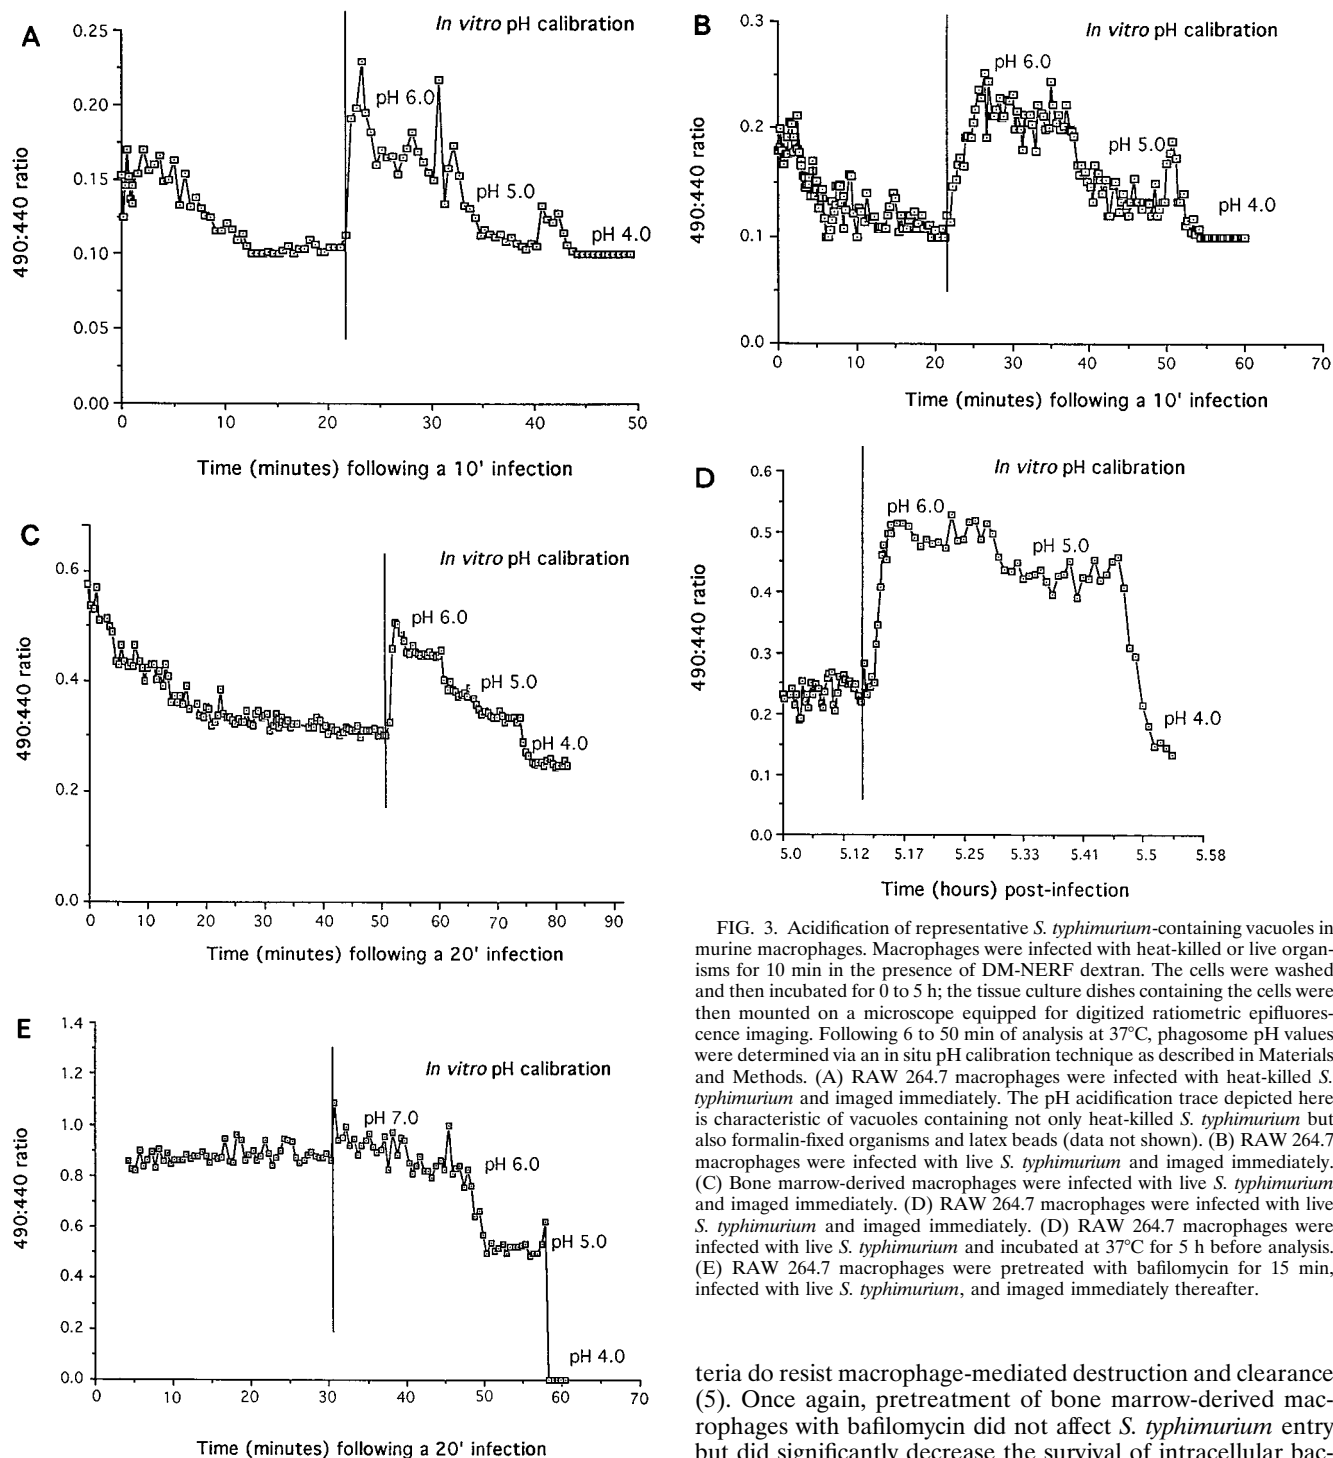 A
In vitro pH calibration
0.25
0.20
0.15
0.10
0.05
0.00
490:440 ratio
pH 6.0
pH 5.0
pH 4.0
0 10 20 30 40 50
Time (minutes) following a 10' infection
B
In vitro pH calibration
0.3
0.2
0.1
0.0
490:440 ratio
pH 6.0
pH 5.0
pH 4.0
0 10 20 30 40 50 60 70
Time (minutes) following a 10' infection
C
In vitro pH calibration
0.6
0.4
0.2
0.0
490:440 ratio
pH 6.0
pH 5.0
pH 4.0
0 10 20 30 40 50 60 70 80 90
Time (minutes) following a 20' infection
D
In vitro pH calibration
0.6
0.5
0.4
0.3
0.2
0.1
0.0
490:440 ratio
pH 6.0
pH 5.0
pH 4.0
5.0 5.12 5.17 5.25 5.33 5.41 5.5 5.58
Time (hours) post-infection
E
In vitro pH calibration
1.4
1.2
1.0
0.8
0.6
0.4
0.2
0.0
490:440 ratio
pH 7.0
pH 6.0
pH 5.0
pH 4.0
0 10 20 30 40 50 60 70
Time (minutes) following a 20' infection
FIG. 3. Acidification of representative S. typhimurium-containing vacuoles in
murine macrophages. Macrophages were infected with heat-killed or live organ-
isms for 10 min in the presence of DM-NERF dextran. The cells were washed
and then incubated for 0 to 5 h; the tissue culture dishes containing the cells were
then mounted on a microscope equipped for digitized ratiometric epifluores-
cence imaging. Following 6 to 50 min of analysis at 37°C, phagosome pH values
were determined via an in situ pH calibration technique as described in Materials
and Methods. (A) RAW 264.7 macrophages were infected with heat-killed S.
typhimurium and imaged immediately. The pH acidification trace depicted here
is characteristic of vacuoles containing not only heat-killed S. typhimurium but
also formalin-fixed organisms and latex beads (data not shown). (B) RAW 264.7
macrophages were infected with live S. typhimurium and imaged immediately.
(C) Bone marrow-derived macrophages were infected with live S. typhimurium
and imaged immediately. (D) RAW 264.7 macrophages were infected with live
S. typhimurium and imaged immediately. (D) RAW 264.7 macrophages were
infected with live S. typhimurium and incubated at 37°C for 5 h before analysis.
(E) RAW 264.7 macrophages were pretreated with bafilomycin for 15 min,
infected with live S. typhimurium, and imaged immediately thereafter.
teria do resist macrophage-mediated destruction and clearance
(5). Once again, pretreatment of bone marrow-derived mac-
rophages with bafilomycin did not affect S. typhimurium entry
but did significantly decrease the survival of intracellular bac-